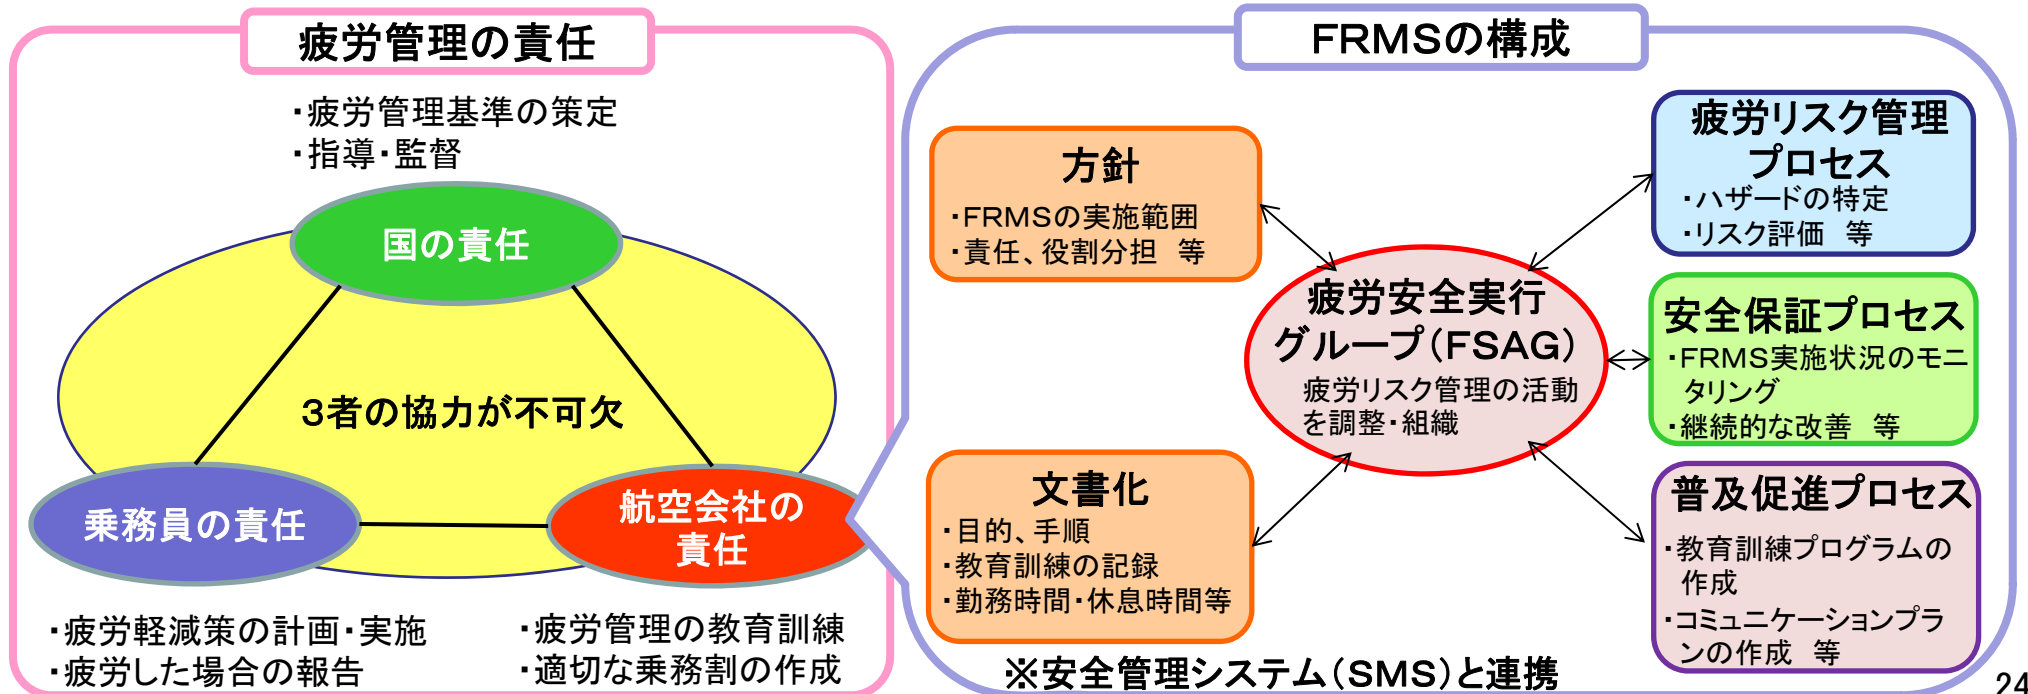 疲労管理の責任
・疲労管理基準の策定
・指導・監督
国の責任
3者の協力が不可欠
乗務員の責任
航空会社の
責任
・疲労軽減策の計画・実施
・疲労した場合の報告
・疲労管理の教育訓練
・適切な乗務割の作成
FRMSの構成
方針
・FRMSの実施範囲
・責任、役割分担　等
文書化
・目的、手順
・教育訓練の記録
・勤務時間・休息時間等
疲労安全実行
グループ(FSAG)
疲労リスク管理の活動
を調整・組織
疲労リスク管理
プロセス
・ハザードの特定
・リスク評価　等
安全保証プロセス
・FRMS実施状況のモニ
タリング
・継続的な改善　等
普及促進プロセス
・教育訓練プログラムの
作成
・コミュニケーションプラ
ンの作成　等
※安全管理システム(SMS)と連携
24